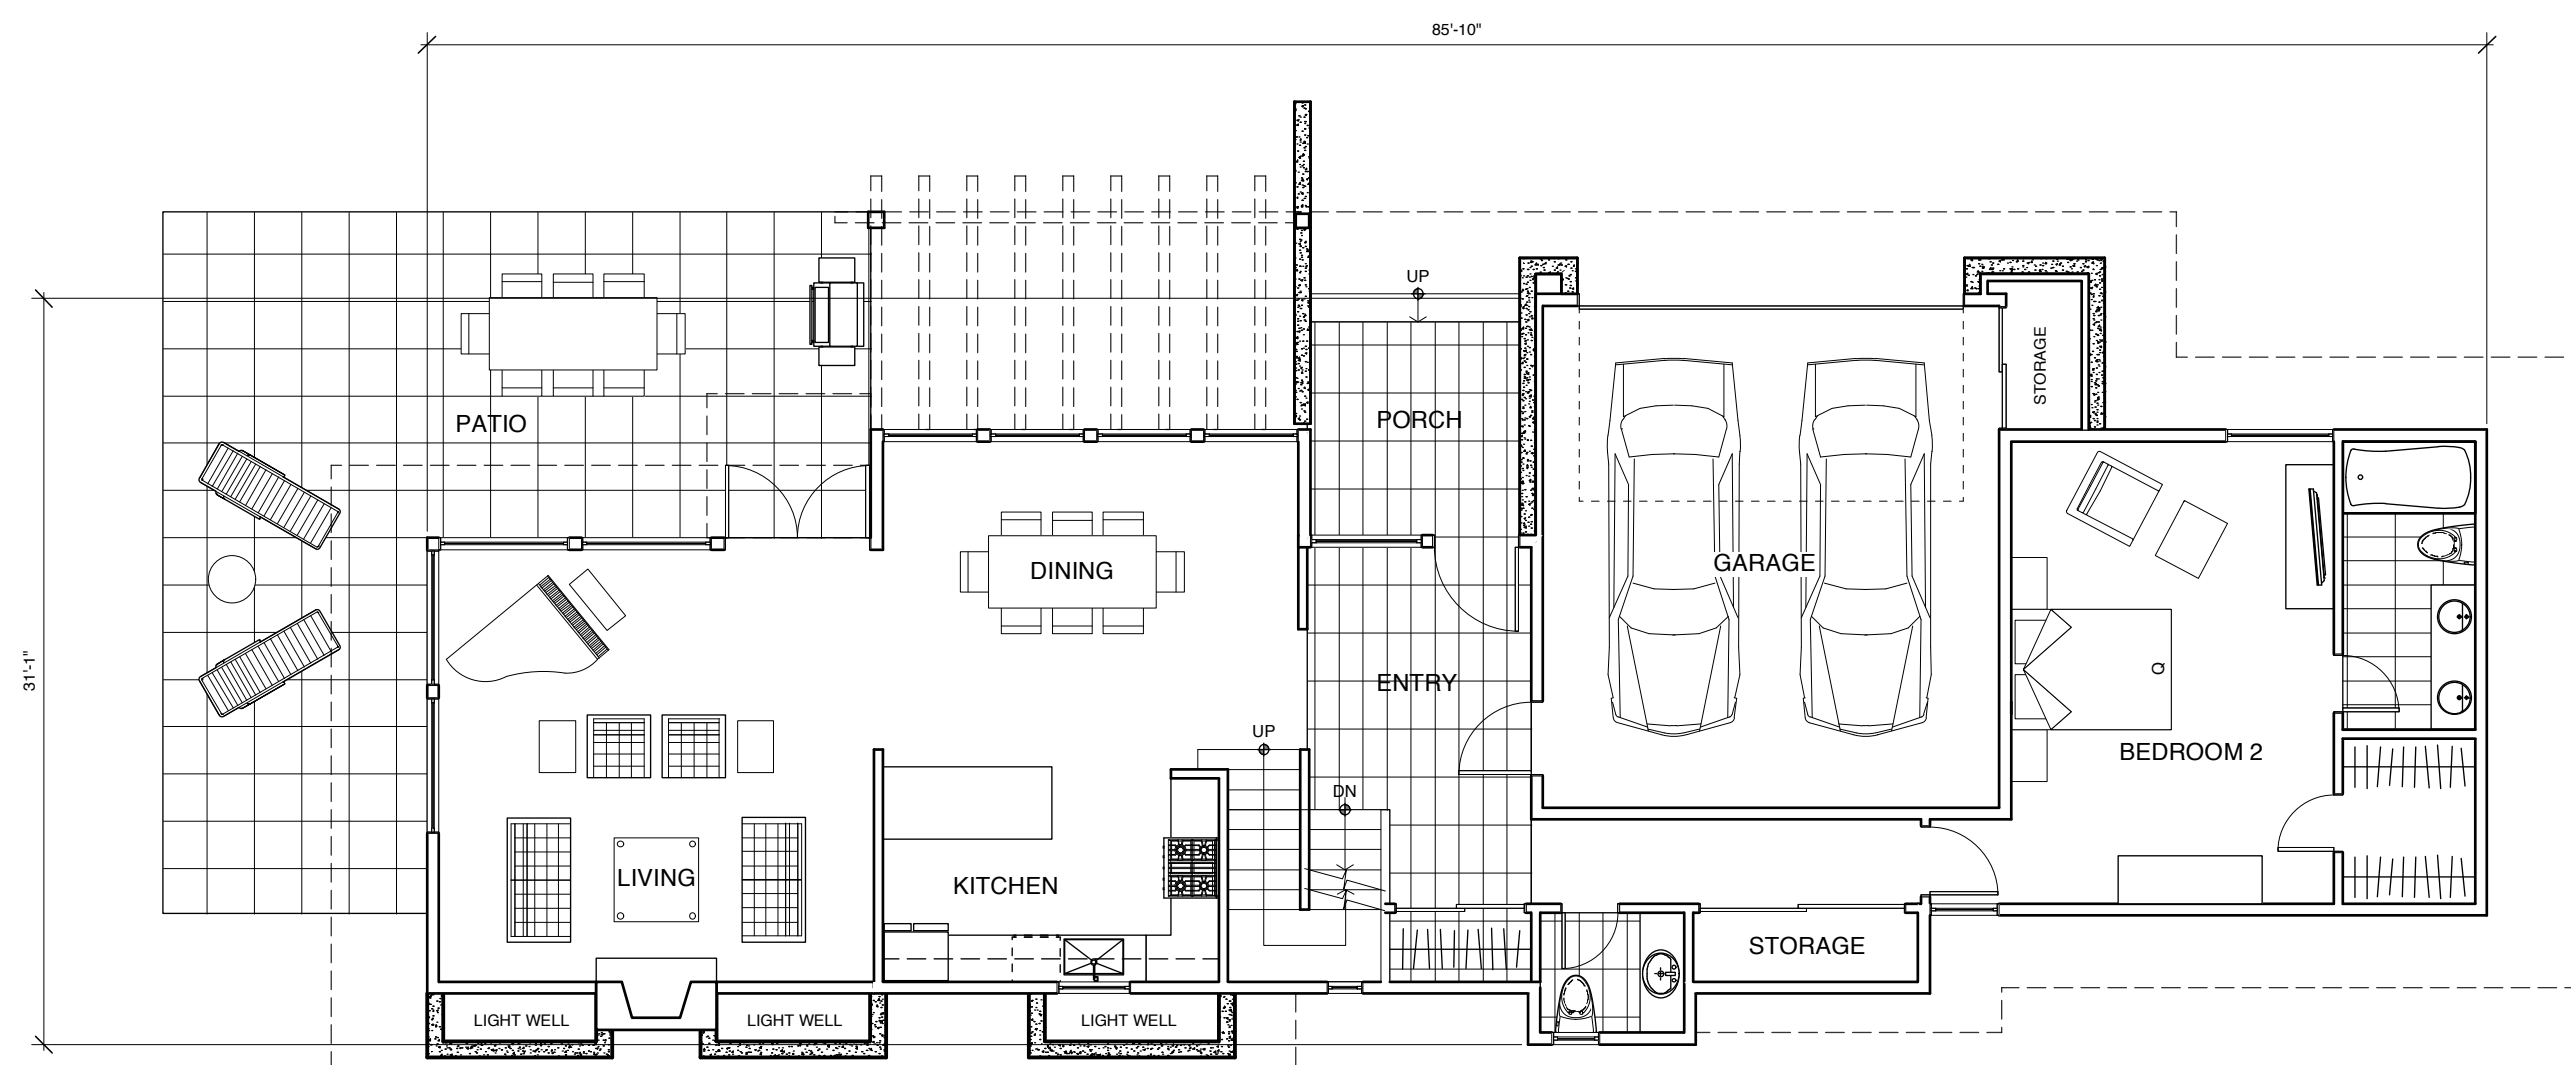 85'-10"
UP
STORAGE
PORCH
PATIO
GARAGE
DINING
31'-1"
ENTRY
Q
UP
BEDROOM 2
DN
LIVING
KITCHEN
STORAGE
LIGHT WELL
LIGHT WELL
LIGHT WELL